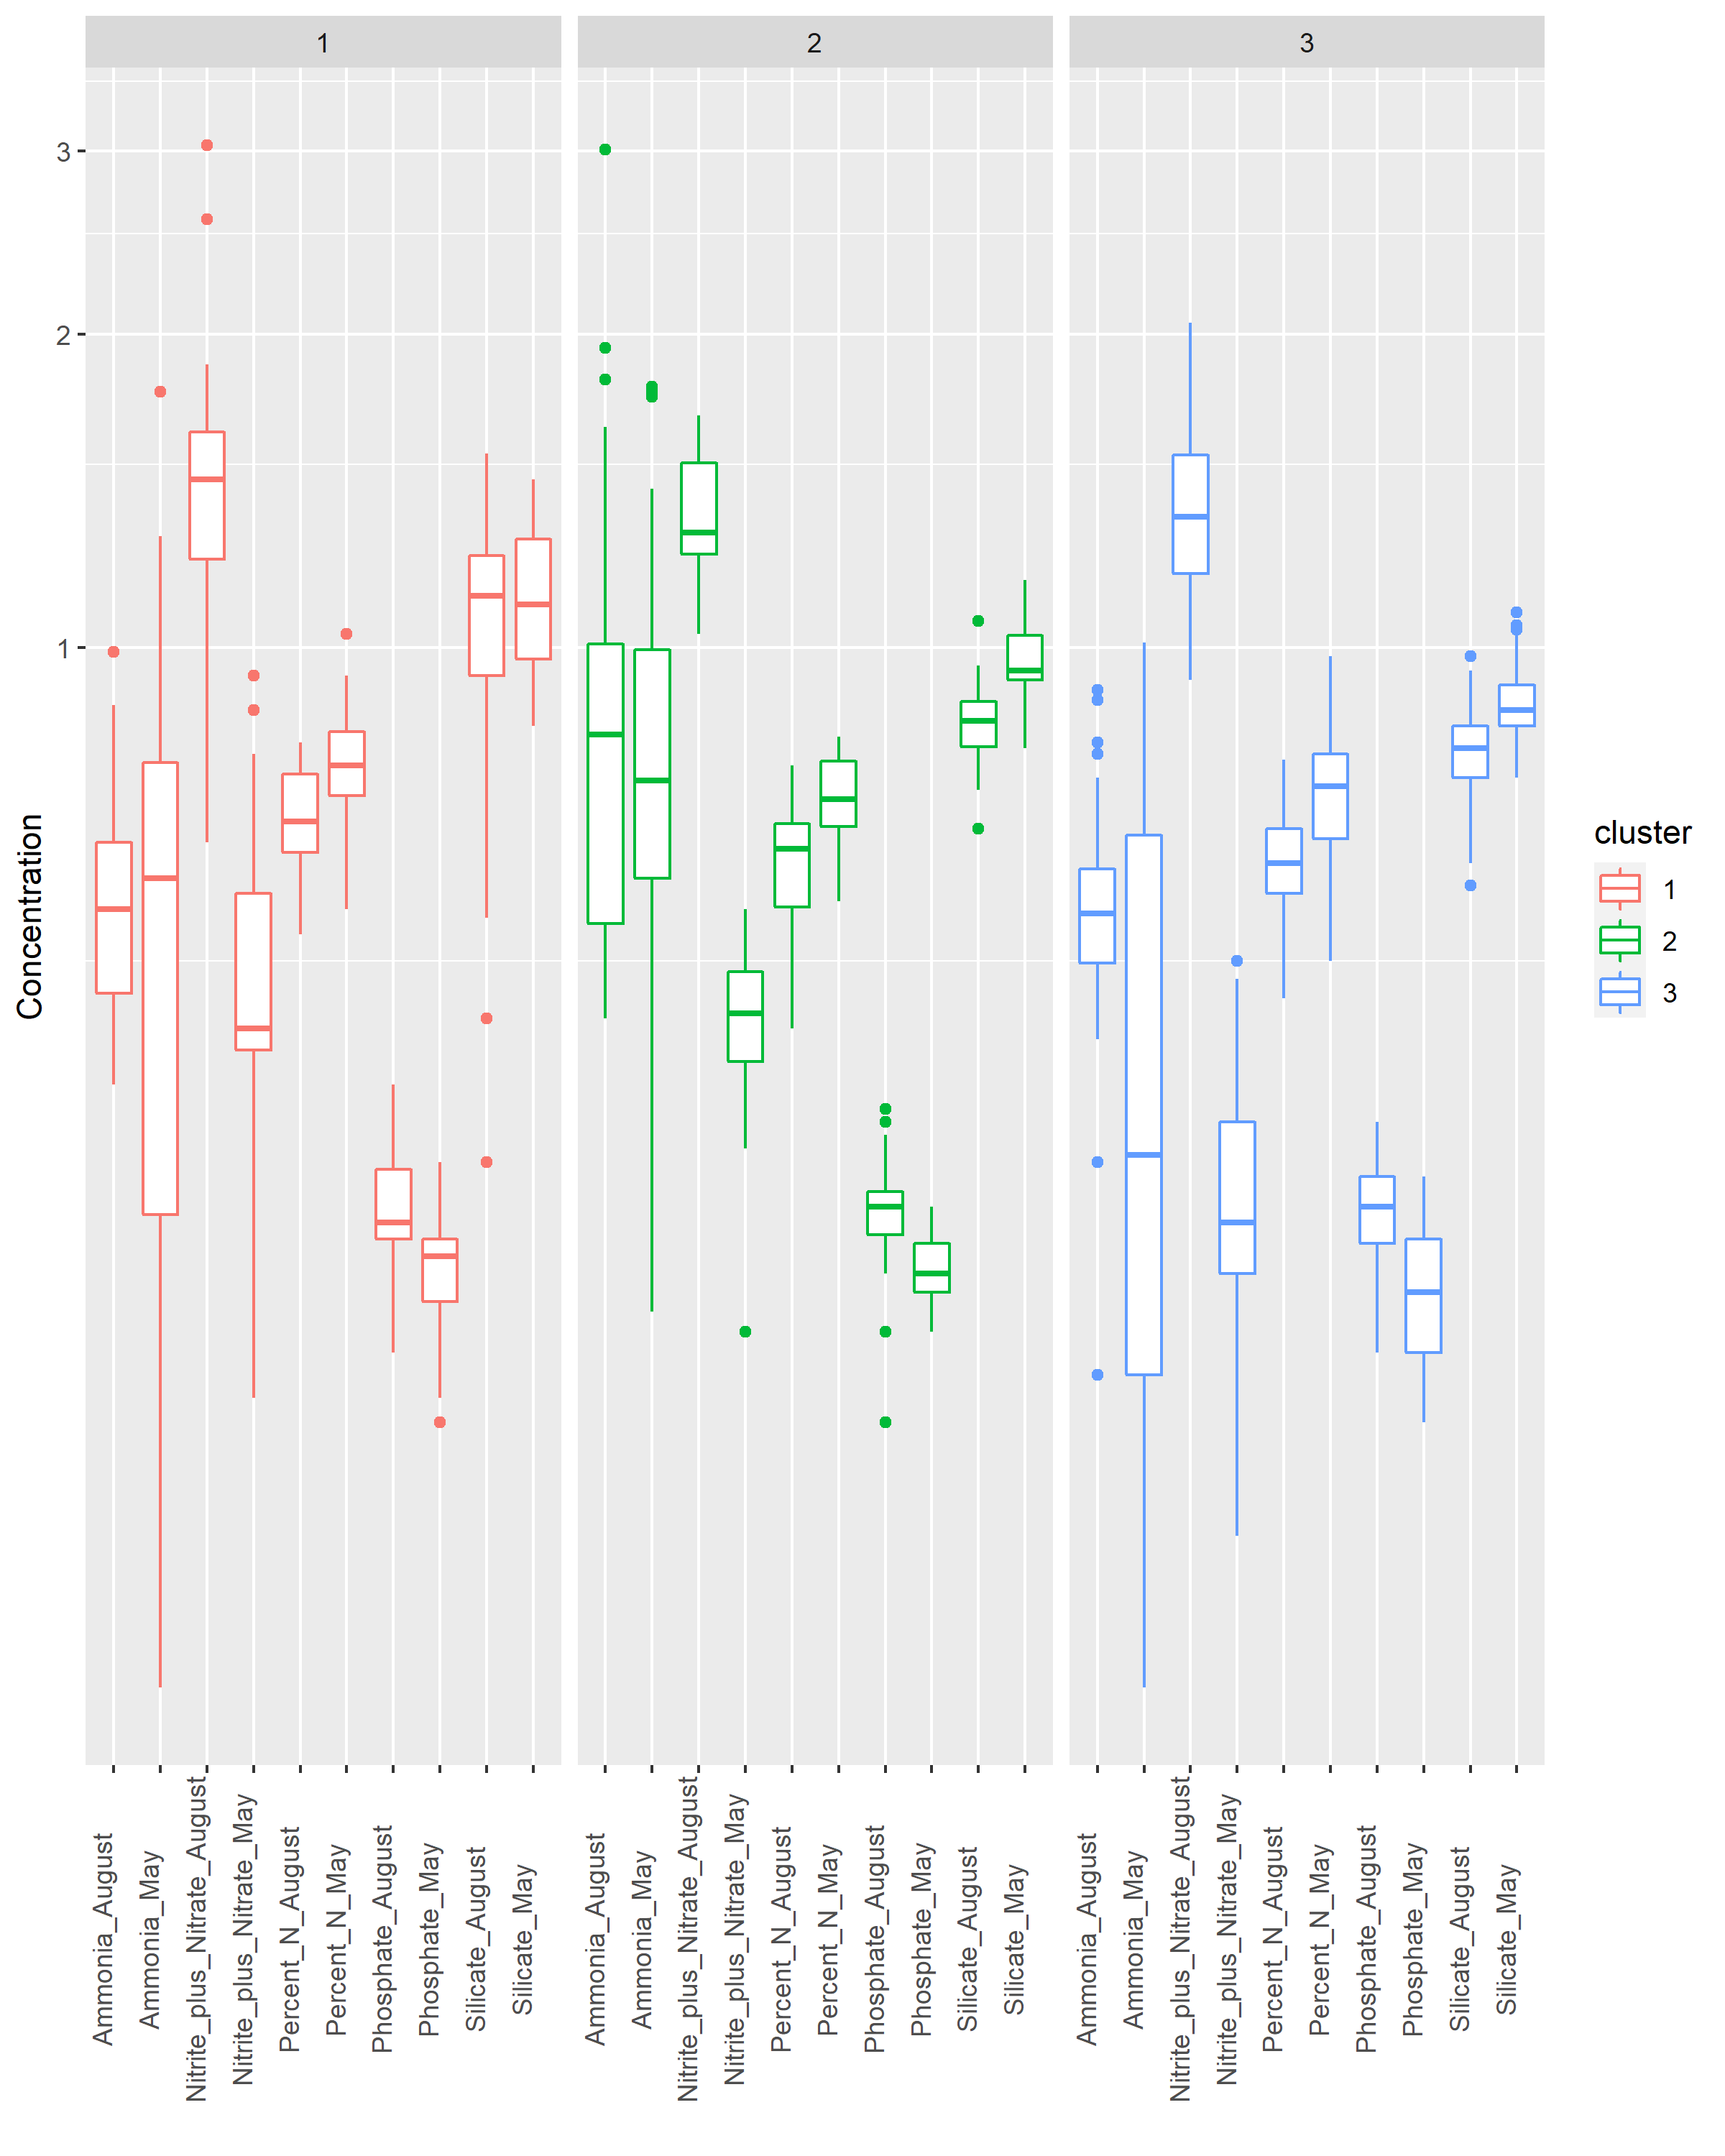 1
2
3
3
2
1
Concentration
Ammonia_August
Ammonia_May
Nitrite_plus_Nitrate_August
Nitrite_plus_Nitrate_May
Percent_N_August
Percent_N_May
Phosphate_August
Phosphate_May
Silicate_August
Silicate_May
Ammonia_August
Ammonia_May
Nitrite_plus_Nitrate_August
Nitrite_plus_Nitrate_May
Percent_N_August
Percent_N_May
Phosphate_August
Phosphate_May
Silicate_August
Silicate_May
Ammonia_August
Ammonia_May
Nitrite_plus_Nitrate_August
Nitrite_plus_Nitrate_May
Percent_N_August
Percent_N_May
Phosphate_August
Phosphate_May
Silicate_August
Silicate_May
cluster
1
2
3